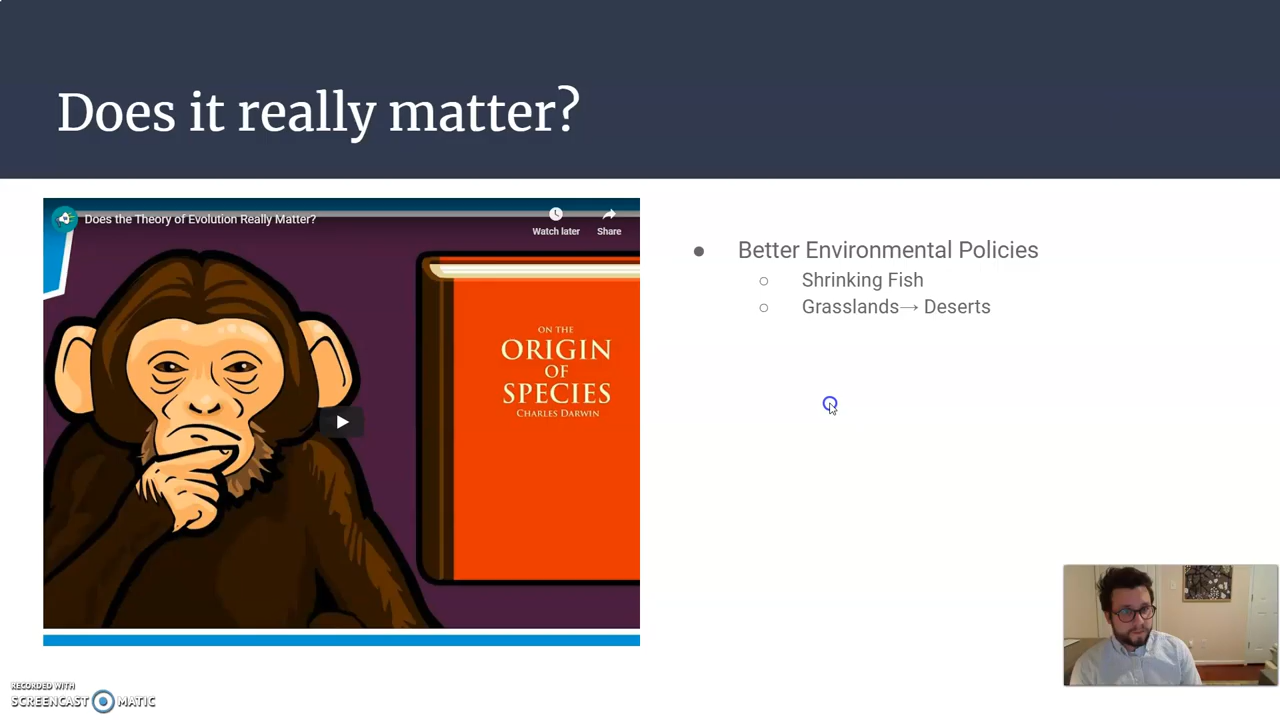 Does it really matter?
Does the Theory of Evolution Really Matter?
Watch later
Share
ON THE
ORIGIN
OF
SPECIES
CHARLES DARWIN
● Better Environmental Policies
○ Shrinking Fish
○ Grasslands→ Deserts
RECORDED WITH
SCREENCAST MATIC